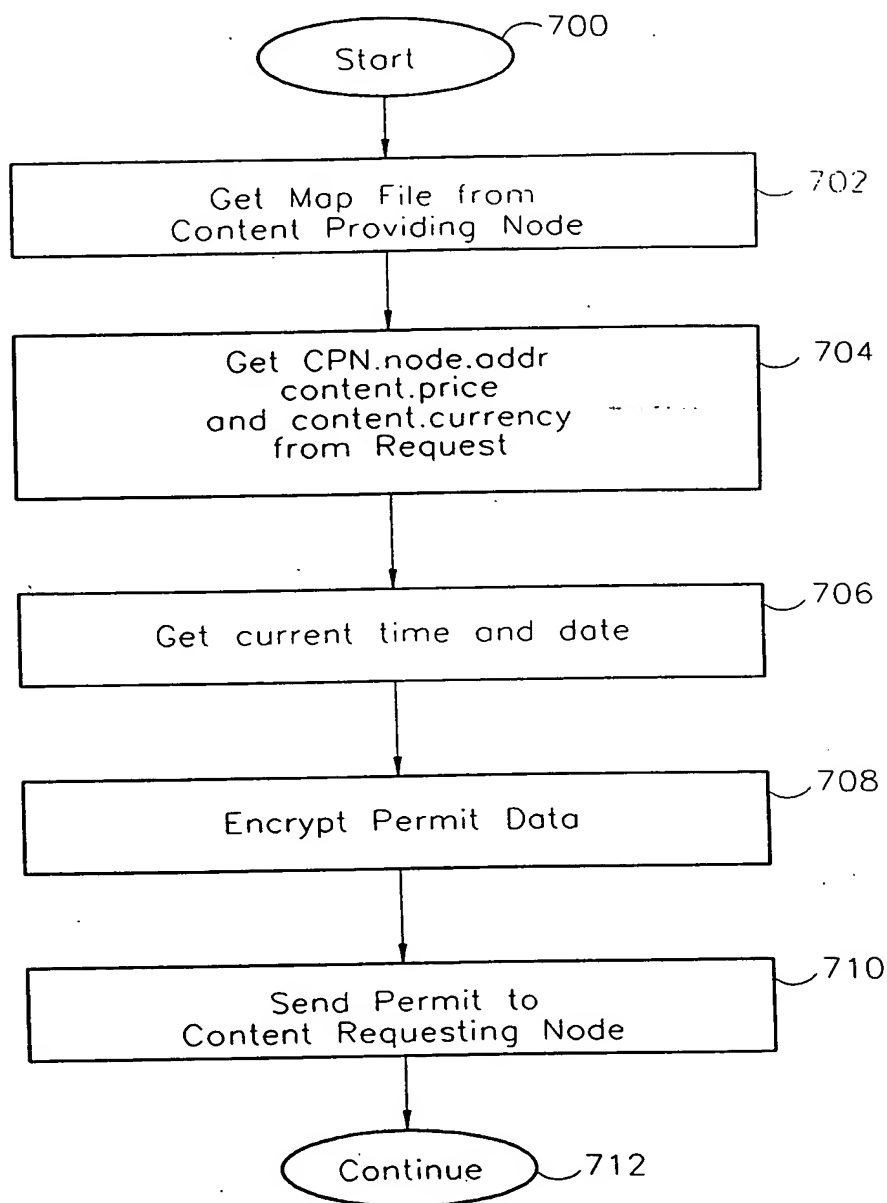 Start
700
Get Map File from
Content Providing Node
702
Get CPN.node.addr
content.price
and content.currency
from Request
704
Get current time and date
706
Encrypt Permit Data
708
Send Permit to
Content Requesting Node
710
Continue
712